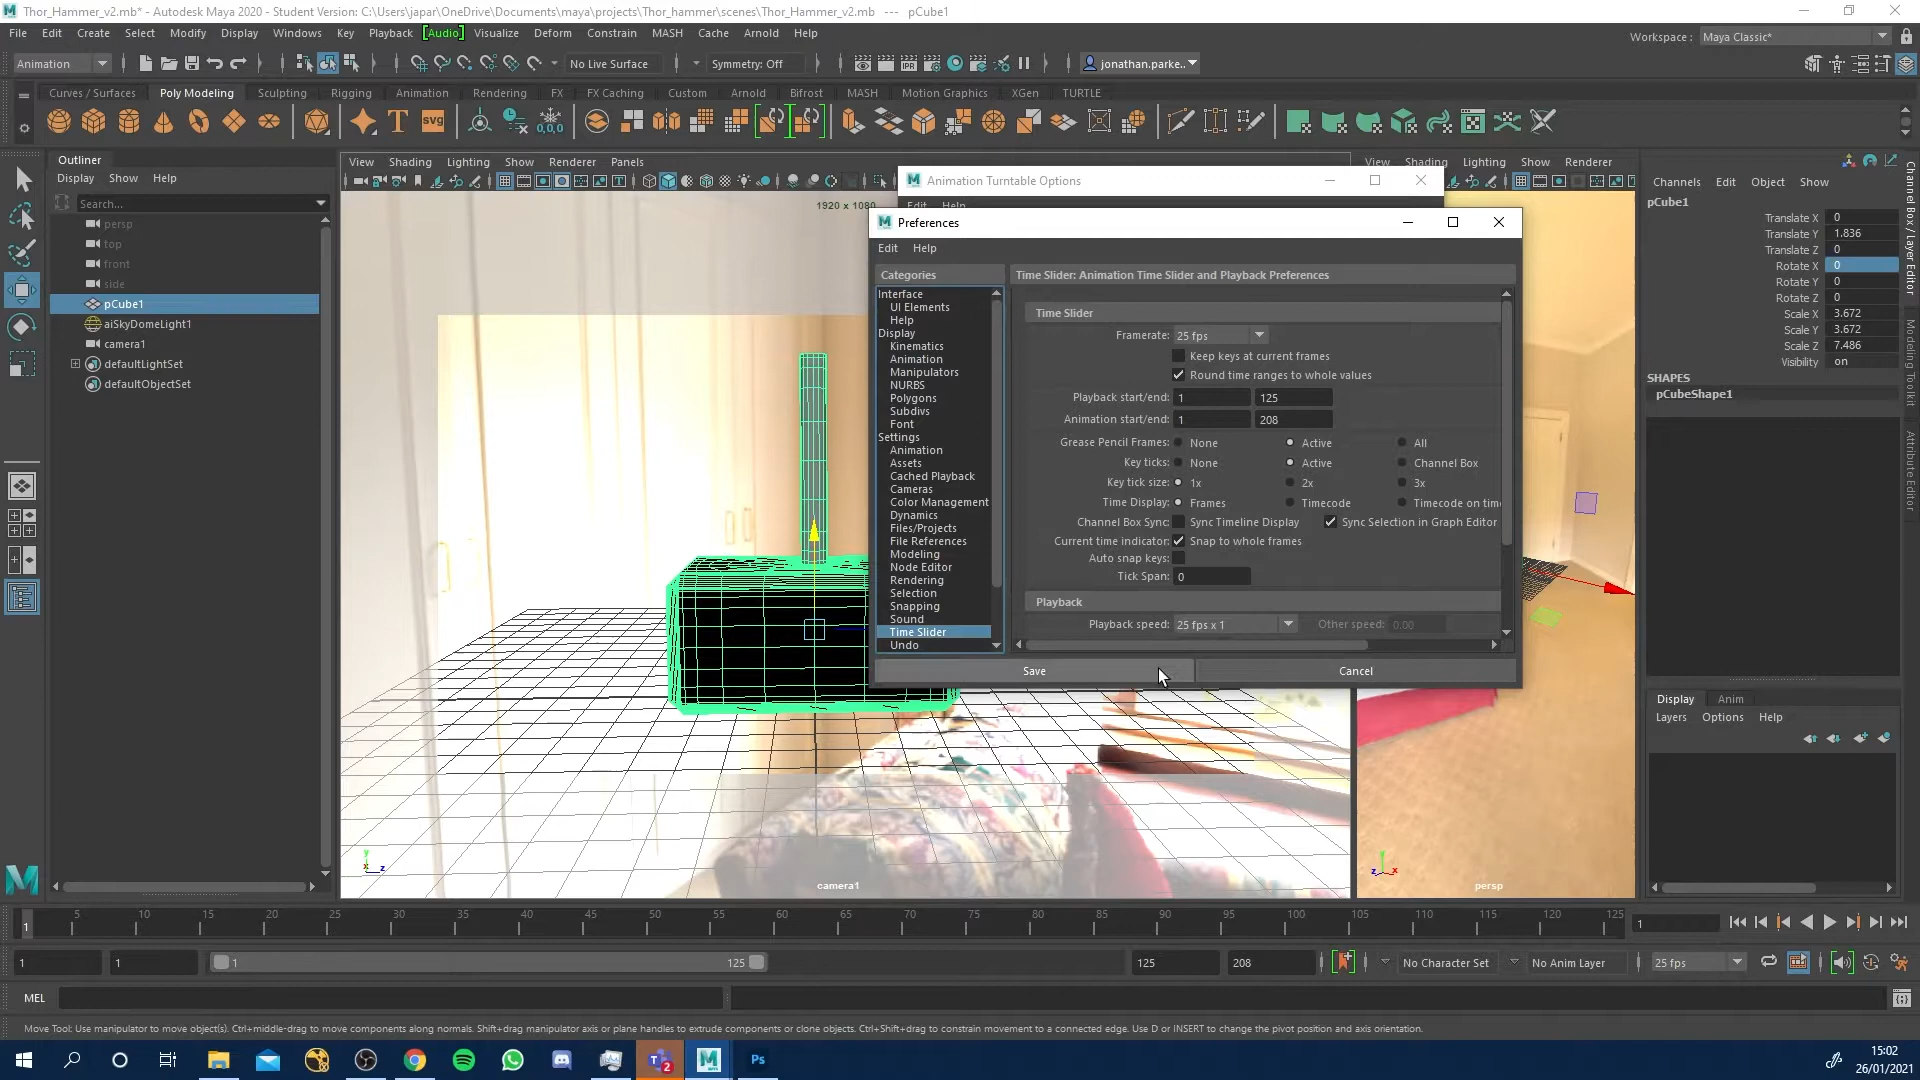 Thor_Hammer_v2.mb* - Autodesk Maya 2020 - Student Version: C:\Users\japar\OneDrive\Documents\maya\projects\Thor_hammer\scenes\Thor_Hammer_v2.mb --- pCube1
File Edit Create Select Modify Display Windows Key Playback [Audio] Visualize Deform Constrain MASH Cache Arnold Help
Workspace : Maya Classic*
Animation No Live Surface Symmetry: Off jonathan.parke..
Curves / Surfaces Poly Modeling Sculpting Rigging Animation Rendering FX FX Caching Custom Arnold Bifrost MASH Motion Graphics XGen TURTLE
T SVG 0,0,0
Outliner
Display Show Help
Search...
persp
top
front
side
pCube1
aiSkyDomeLight1
camera1
defaultLightSet
defaultObjectSet
View Shading Lighting Show Renderer Panels
1920 x 1080
camera1
View Shading Lighting Show Renderer
persp
Animation Turntable Options
Edit Help
Preferences
Edit Help
Categories
Interface
UI Elements
Help
Display
Kinematics
Animation
Manipulators
NURBS
Polygons
Subdivs
Font
Settings
Animation
Assets
Cached Playback
Cameras
Color Management
Dynamics
Files/Projects
File References
Modeling
Node Editor
Rendering
Selection
Snapping
Sound
Time Slider
Undo
Time Slider: Animation Time Slider and Playback Preferences
Time Slider
Framerate: 25 fps
Keep keys at current frames
Round time ranges to whole values
Playback start/end: 1 125
Animation start/end: 1 208
Grease Pencil Frames: None Active All
Key ticks: None Active Channel Box
Key tick size: 1x 2x 3x
Time Display: Frames Timecode Timecode on tim
Channel Box Sync: Sync Timeline Display Sync Selection in Graph Editor
Current time indicator: Snap to whole frames
Auto snap keys:
Tick Span: 0
Playback
Playback speed: 25 fps x 1 Other speed: 0.00
Save Cancel
Channels Edit Object Show
pCube1
Translate X 0
Translate Y 1.836
Translate Z 0
Rotate X 0
Rotate Y 0
Rotate Z 0
Scale X 3.672
Scale Y 3.672
Scale Z 7.486
Visibility on
SHAPES
pCubeShape1
Display Anim
Layers Options Help
Channel Box / Layer Editor
Modeling Toolkit
Attribute Editor
1 5 10 15 20 25 30 35 40 45 50 55 60 65 70 75 80 85 90 95 100 105 110 115 120 125 1
1 1 1 125 125 208 No Character Set No Anim Layer 25 fps
MEL
Move Tool: Use manipulator to move object(s). Ctrl+middle-drag to move components along normals. Shift+drag manipulator axis or plane handles to extrude components or clone objects. Ctrl+Shift+drag to constrain movement to a connected edge. Use D or INSERT to change the pivot position and axis orientation.
15:02
26/01/2021